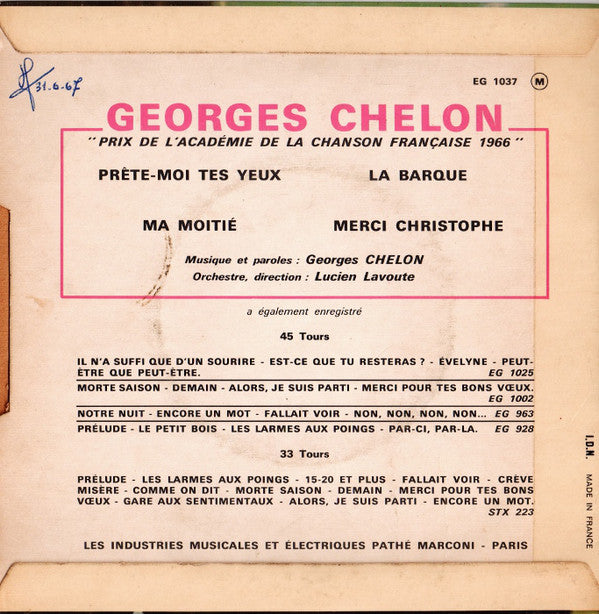 31-6-67
EG 1037 M
GEORGES CHELON
" PRIX DE L'ACADÉMIE DE LA CHANSON FRANÇAISE 1966 "
PRÊTE-MOI TES YEUX LA BARQUE
MA MOITIÉ MERCI CHRISTOPHE
Musique et paroles : Georges CHELON
Orchestre, direction : Lucien Lavoute
a également enregistré
45 Tours
IL N'A SUFFI QUE D'UN SOURIRE - EST-CE QUE TU RESTERAS ? - ÉVELYNE - PEUT-
ÊTRE QUE PEUT-ÊTRE. EG 1025
MORTE SAISON - DEMAIN - ALORS, JE SUIS PARTI - MERCI POUR TES BONS VŒUX.
EG 1002
NOTRE NUIT - ENCORE UN MOT - FALLAIT VOIR - NON, NON, NON, NON... EG 963
PRÉLUDE - LE PETIT BOIS - LES LARMES AUX POINGS - PAR-CI, PAR-LA. EG 928
33 Tours
PRÉLUDE - LES LARMES AUX POINGS - 15-20 ET PLUS - FALLAIT VOIR - CRÈVE
MISÈRE - COMME ON DIT - MORTE SAISON - DEMAIN - MERCI POUR TES BONS
VŒUX - GARE AUX SENTIMENTAUX - ALORS, JE SUIS PARTI - ENCORE UN MOT.
STX 223
LES INDUSTRIES MUSICALES ET ÉLECTRIQUES PATHÉ MARCONI - PARIS
I.D.N. MADE IN FRANCE